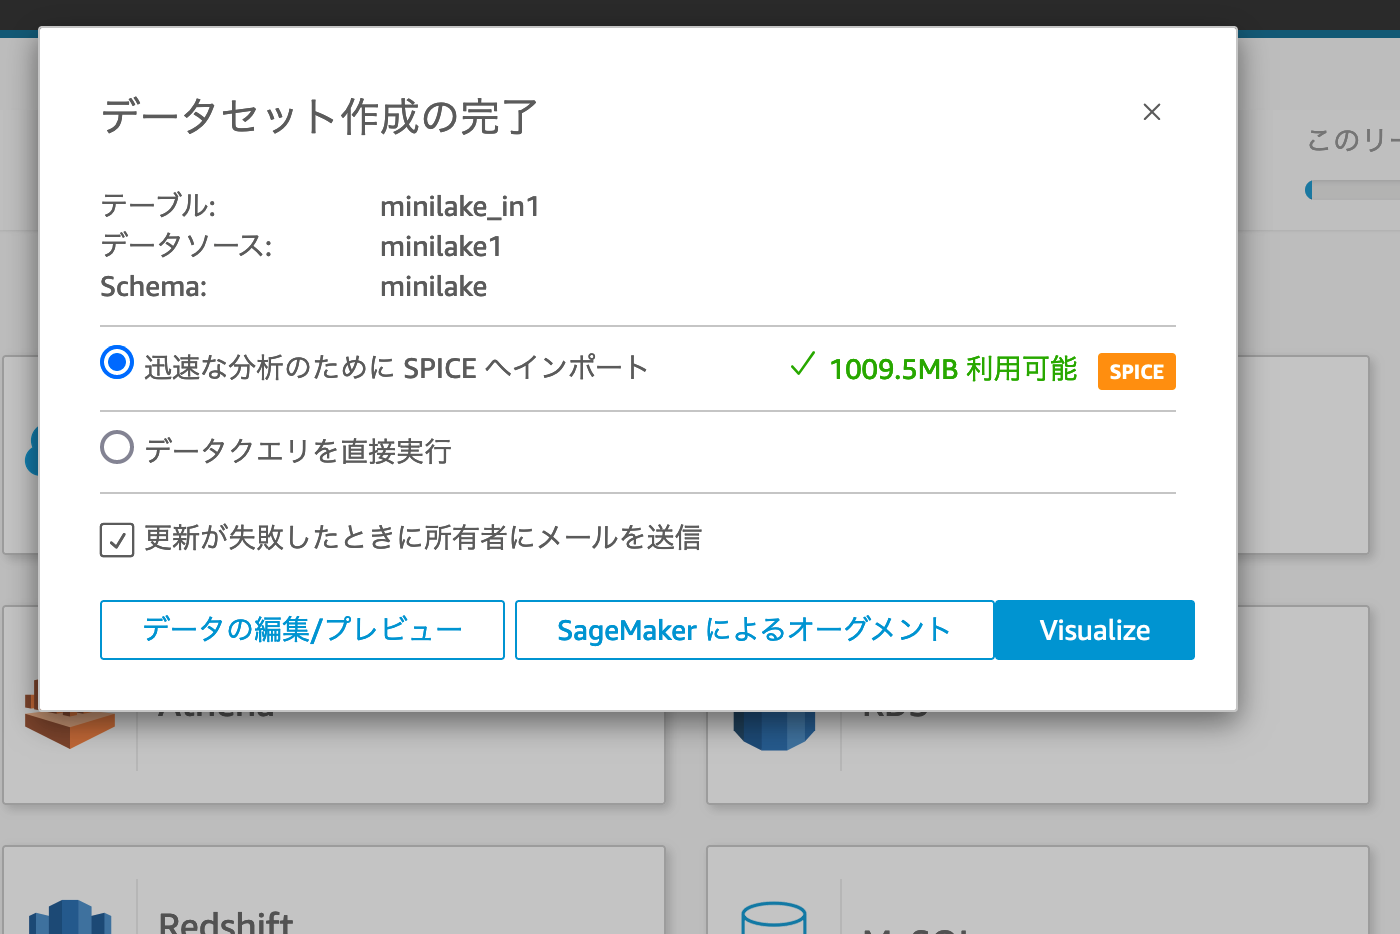 データセット作成の完了
このリー
テーブル: minilake_in1
データソース: minilake1
Schema: minilake
迅速な分析のために SPICE へインポート 1009.5MB 利用可能 SPICE
データクエリを直接実行
更新が失敗したときに所有者にメールを送信
データの編集/プレビュー SageMaker によるオーグメント Visualize
Athena RDS
Redshift MySQL